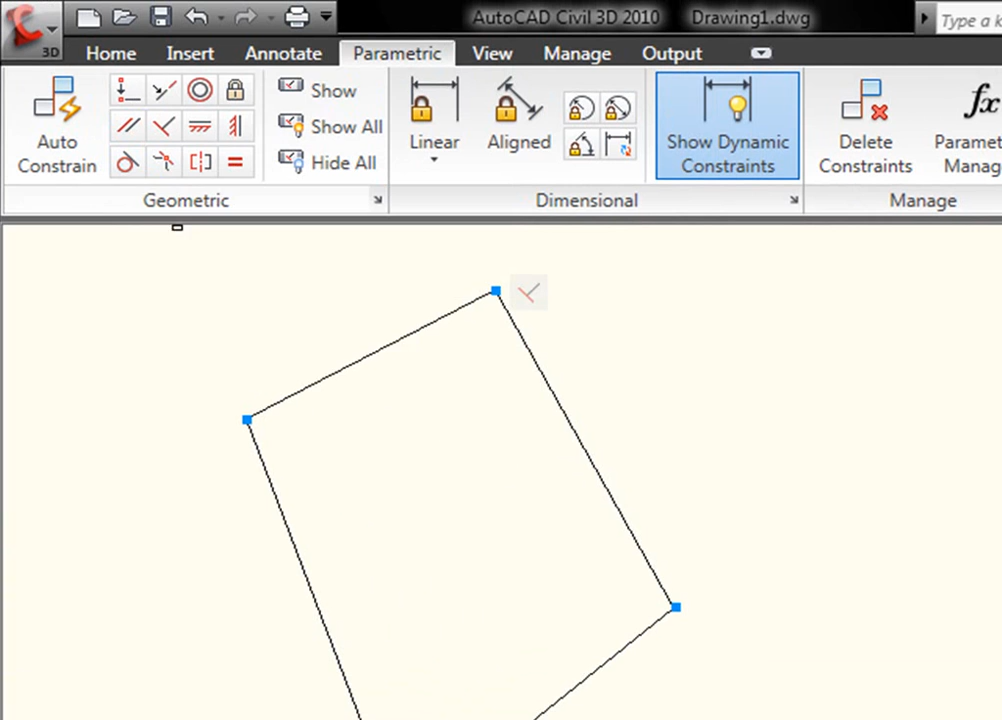 AutoCAD Civil 3D 2010 Drawing1.dwg
Type a k
3D
Home Insert Annotate Parametric View Manage Output
Auto
Constrain
Show
Show All
Hide All
Linear
Aligned
Show Dynamic
Constraints
Delete
Constraints
fx
Paramet
Manag
Geometric
Dimensional
Manage